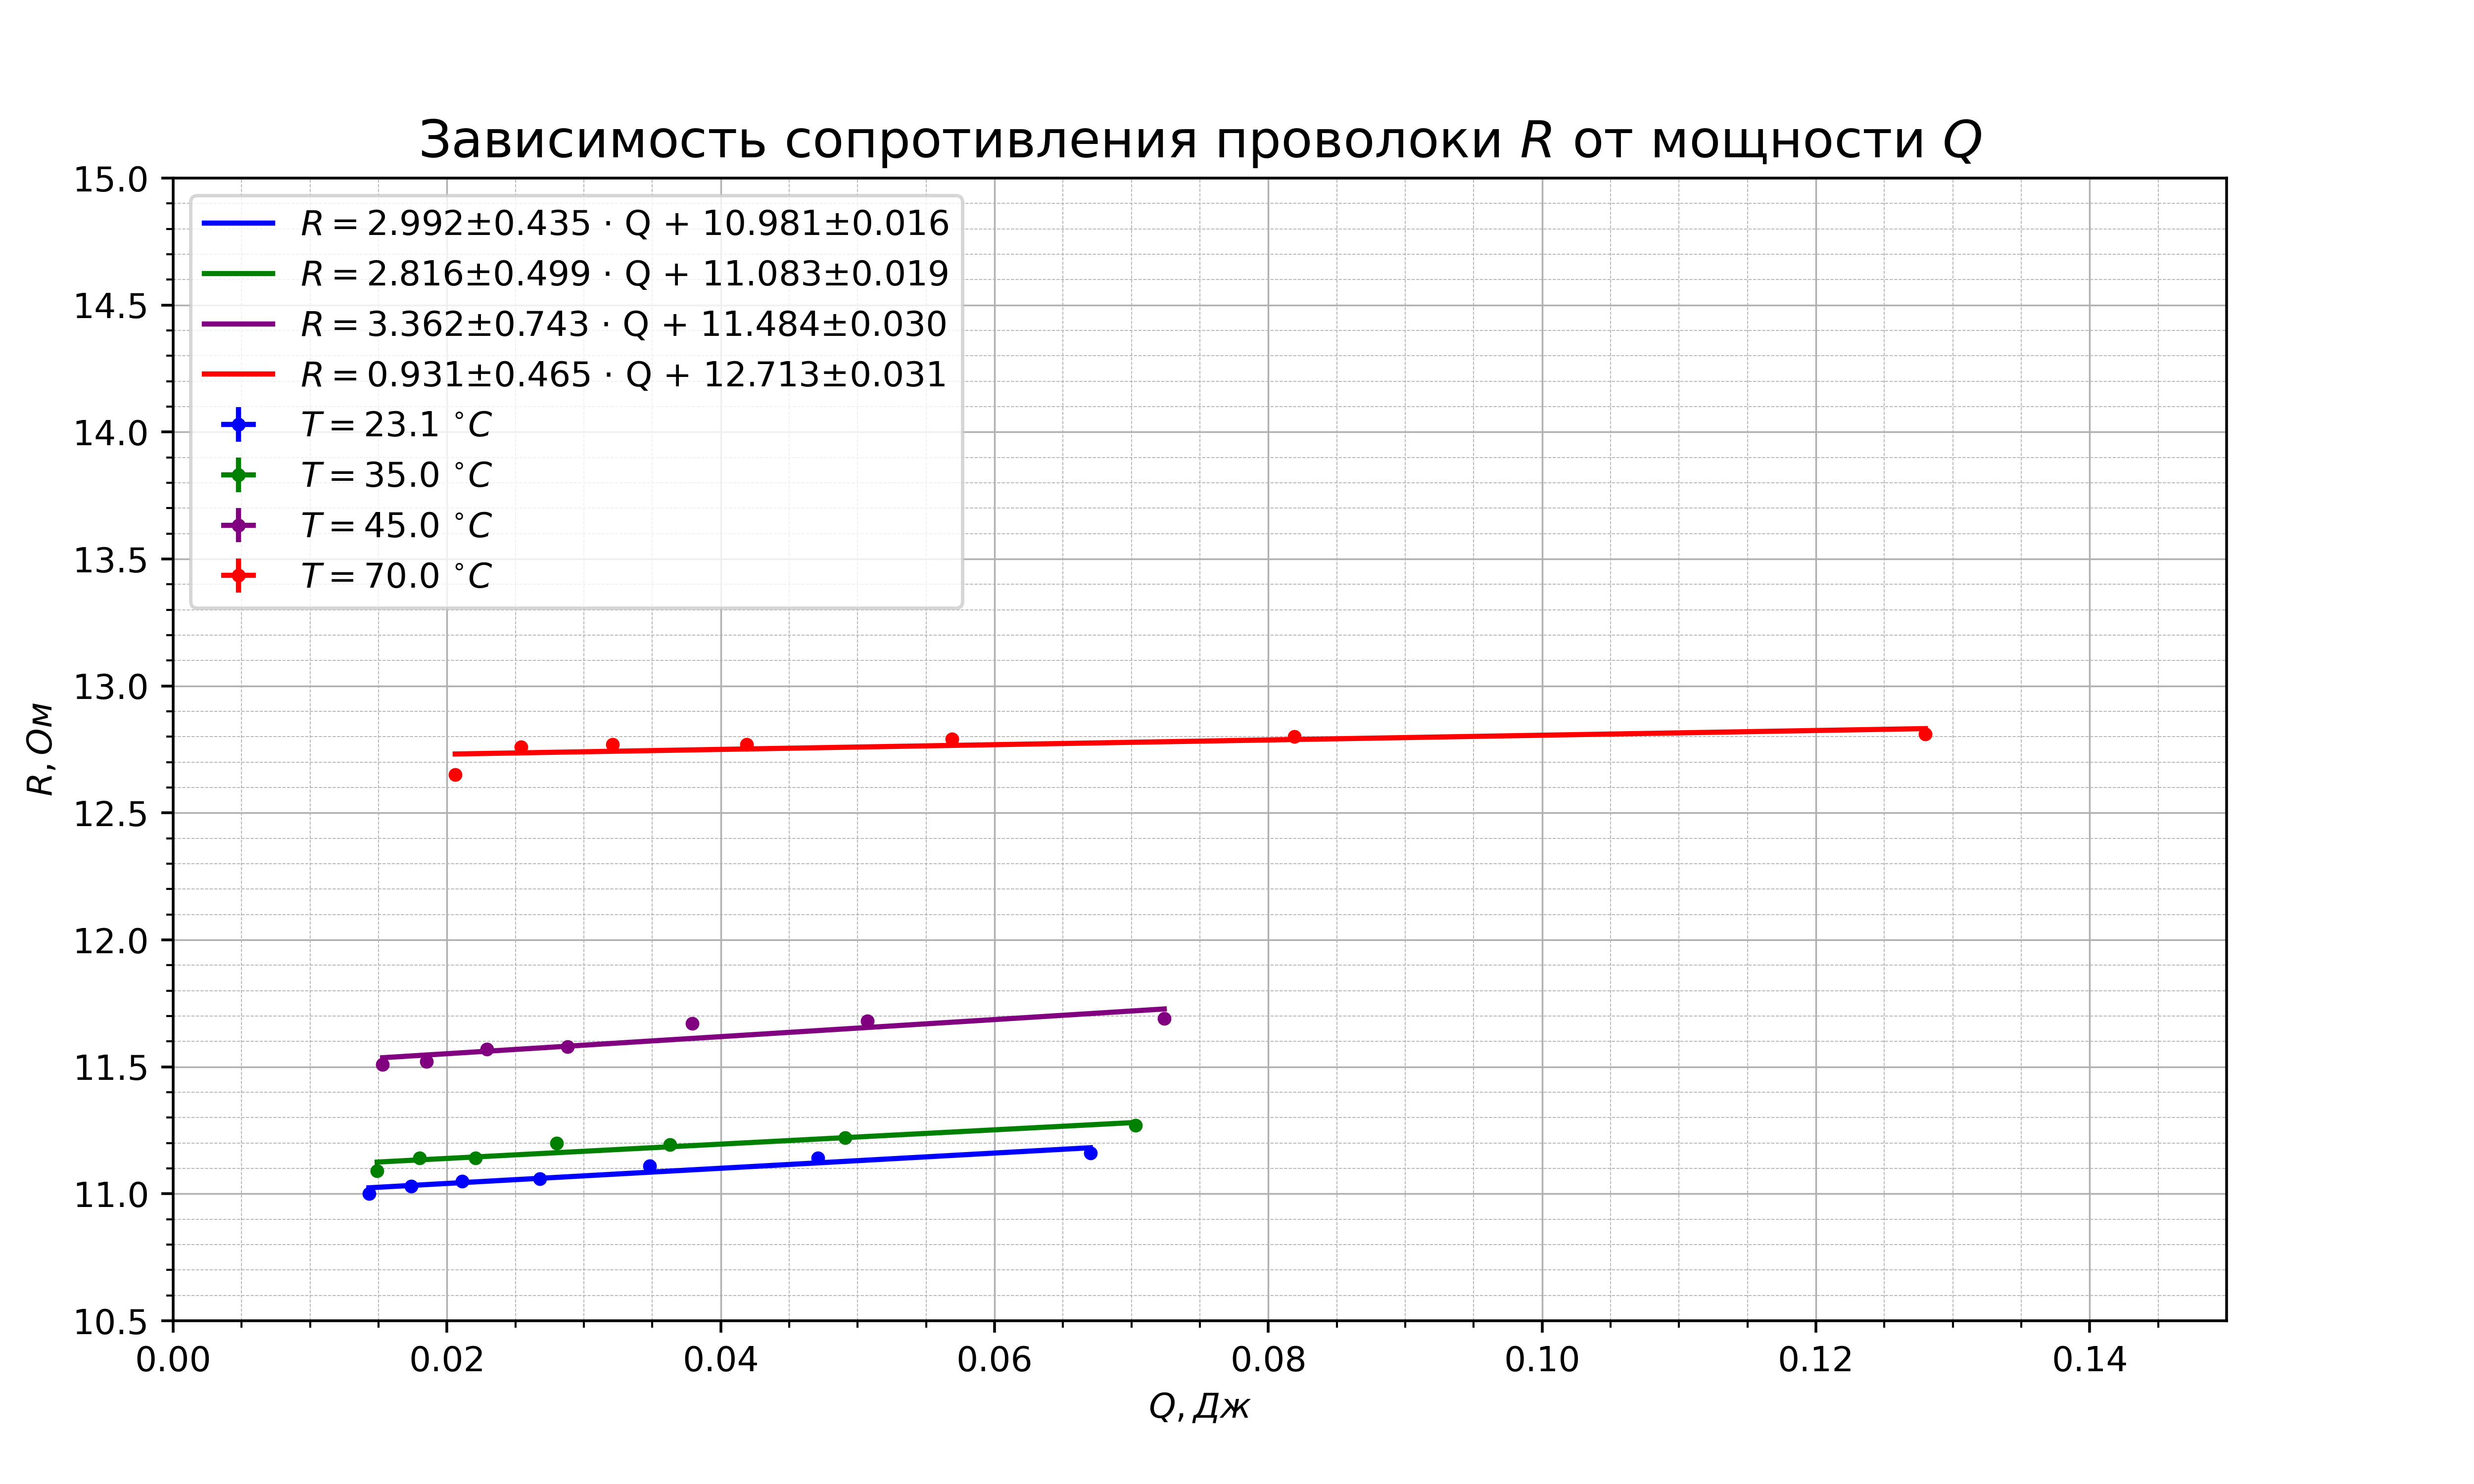 Зависимость сопротивления проволоки R от мощности Q
R = 2.992±0.435 · Q + 10.981±0.016
R = 2.816±0.499 · Q + 11.083±0.019
R = 3.362±0.743 · Q + 11.484±0.030
R = 0.931±0.465 · Q + 12.713±0.031
T = 23.1 °C
T = 35.0 °C
T = 45.0 °C
T = 70.0 °C
R, Ом
15.0
14.5
14.0
13.5
13.0
12.5
12.0
11.5
11.0
10.5
0.00 0.02 0.04 0.06 0.08 0.10 0.12 0.14
Q, Дж